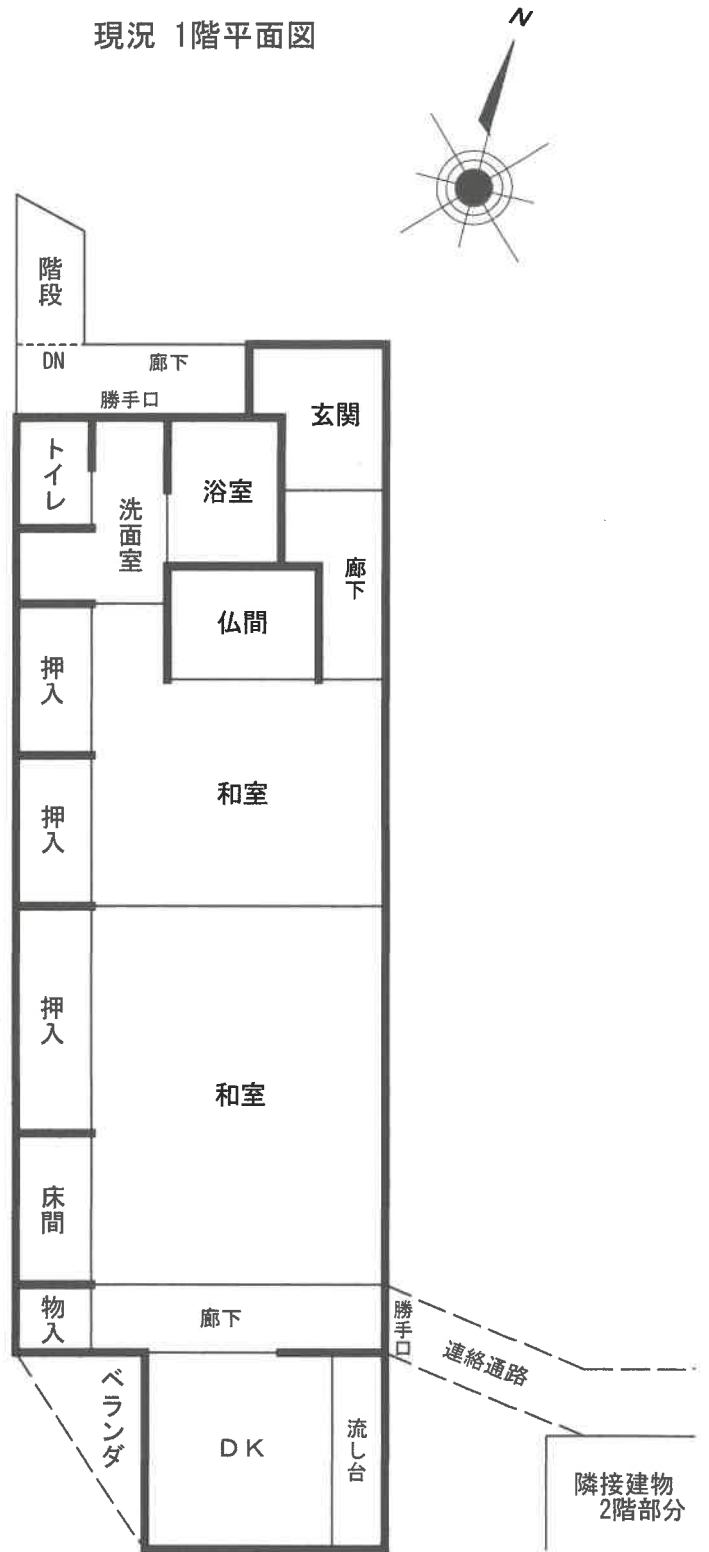 現況 1階平面図
N
階段
DN
廊下
勝手口
玄関
トイレ
洗面室
浴室
廊下
仏間
押入
和室
押入
押入
和室
床間
物入
廊下
勝手口
連絡通路
ベランダ
DK
流し台
隣接建物
2階部分